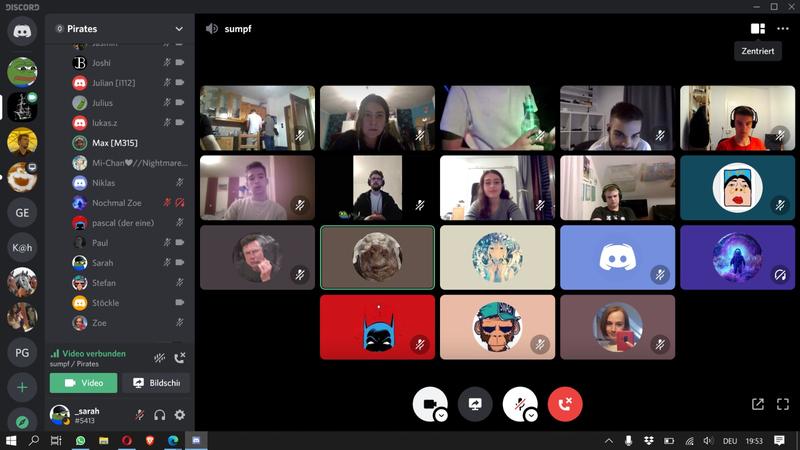 DISCORD
Pirates
sumpf
Zentriert
Jasmin
Joshi
Julian [I112]
Julius
lukas.z
Max [M315]
Mi-Chan♥//Nightmare...
Niklas
Nochmal Zoe
pascal (der eine)
Paul
Sarah
Stefan
Stöckle
Zoe
GE
K@h
PG
Video verbunden
sumpf / Pirates
Video
Bildschir
_sarah
#5413
DEU
19:53